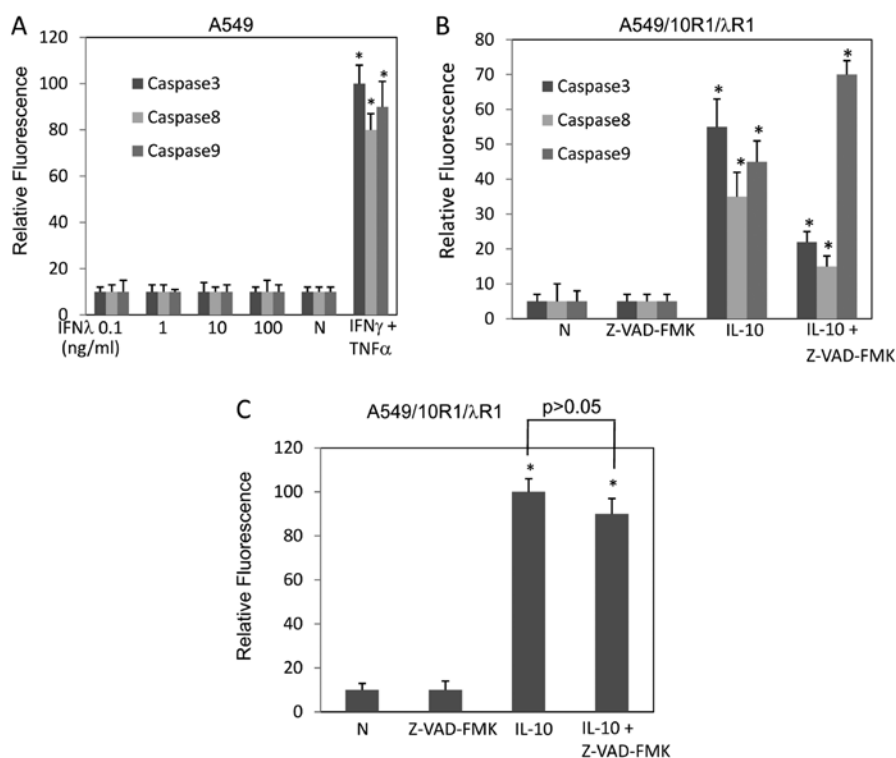 A
A549
Relative Fluorescence
120
100
80
60
40
20
0
Caspase3
Caspase8
Caspase9
*
*
*
IFNλ 0.1 1 10 100 N IFNγ +
(ng/ml) TNFα
B
A549/10R1/λR1
Relative Fluorescence
80
70
60
50
40
30
20
10
0
Caspase3
Caspase8
Caspase9
*
*
*
*
*
*
N Z-VAD-FMK IL-10 IL-10 +
Z-VAD-FMK
C
A549/10R1/λR1
p>0.05
Relative Fluorescence
120
100
80
60
40
20
0
*
*
N Z-VAD-FMK IL-10 IL-10 +
Z-VAD-FMK